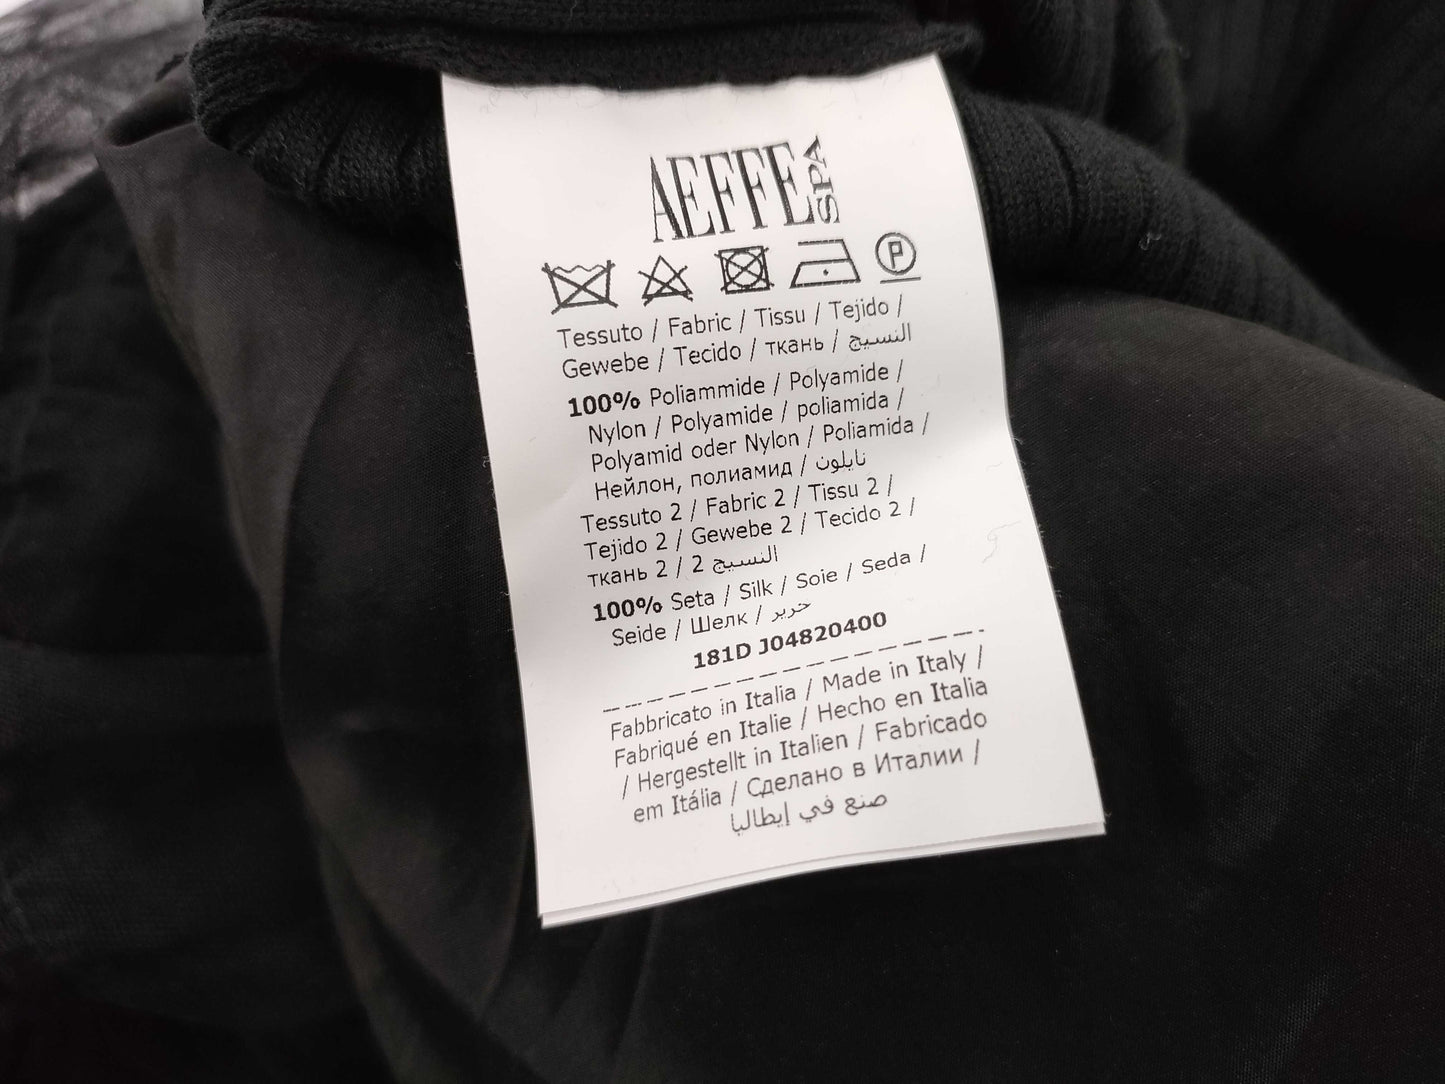 AEFFE SPA
P
Tessuto / Fabric / Tissu / Tejido /
Gewebe / Tecido / ткань / النسيج
100% Poliammide / Polyamide /
Nylon / Polyamide / poliamida /
Polyamid oder Nylon / Poliamida /
Нейлон, полиамид / نايلون
Tessuto 2 / Fabric 2 / Tissu 2 /
Tejido 2 / Gewebe 2 / Tecido 2 /
ткань 2 / 2 النسيج
100% Seta / Silk / Soie / Seda /
Seide / Шелк / حرير
181D J04820400
Fabbricato in Italia / Made in Italy /
Fabriqué en Italie / Hecho en Italia
/ Hergestellt in Italien / Fabricado
em Itália / Сделано в Италии /
صنع في إيطاليا